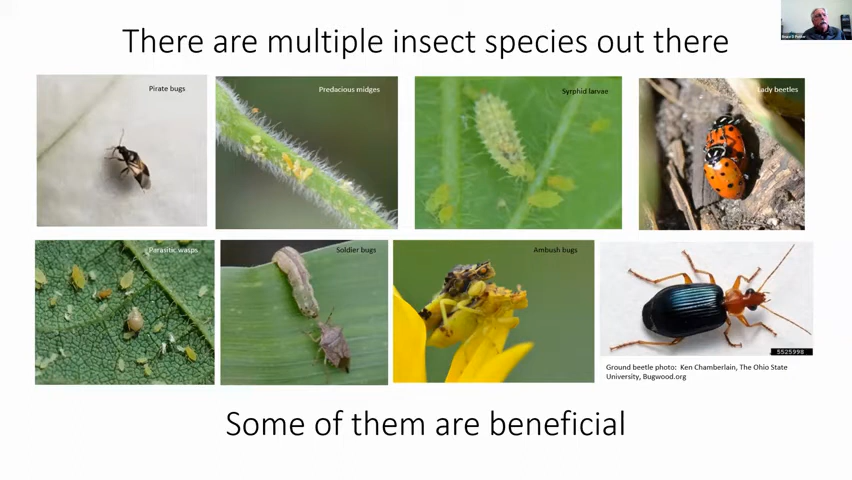 There are multiple insect species out there
Pirate bugs
Predacious midges
Syrphid larvae
Lady beetles
Parasitic wasps
Soldier bugs
Ambush bugs
5525998
Ground beetle photo: Ken Chamberlain, The Ohio State
University, Bugwood.org
Some of them are beneficial